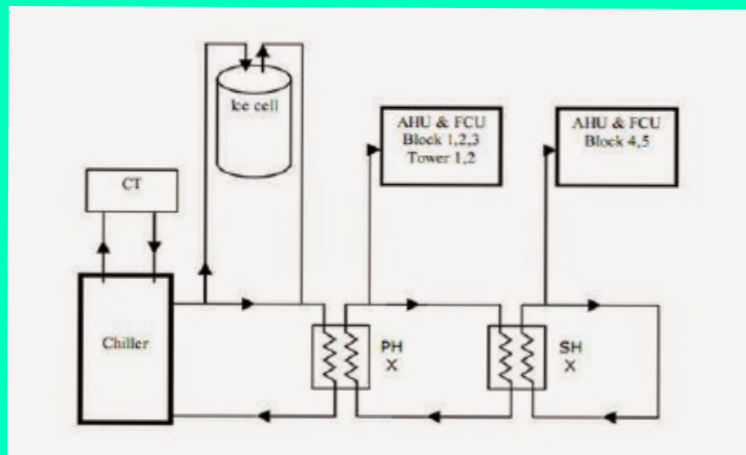 Ice cell
AHU & FCU
Block 1,2,3
Tower 1,2
AHU & FCU
Block 4,5
CT
Chiller
PH
X
SH
X